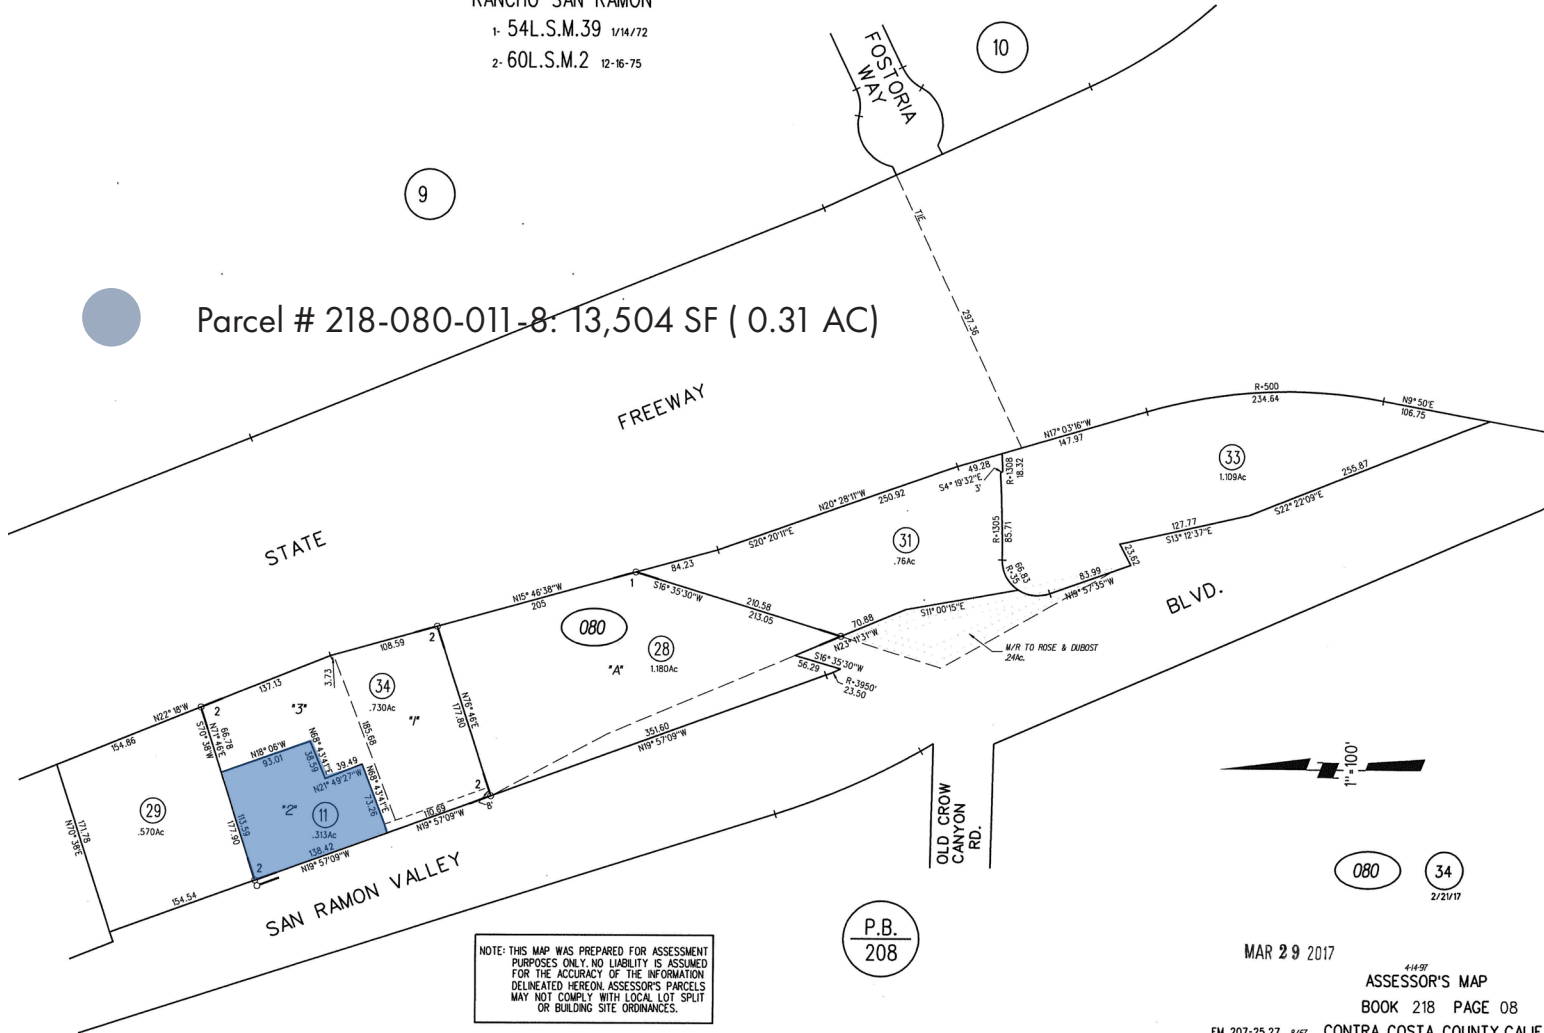 RANCHO SAN RAMON
1- 54L.S.M.39 1/14/72
2- 60L.S.M.2 12-16-75
FOSTORIA
WAY
10
9
TIE
297.36
Parcel # 218-080-011-8: 13,504 SF ( 0.31 AC)
STATE
FREEWAY
R=500
234.64
N9° 50'E
106.75
N17° 03'16"W
147.97
33
1.109Ac
255.87
S22° 22'09"E
127.77
S13° 12'37"E
23.62
49.28
S4° 19'32"E
3'
R=1308
18.32
R=1305
85.71
66.83
R=35
83.99
N19° 57'35"W
N20° 28'11"W
250.92
S20° 20'11"E
31
.76Ac
84.23
1
S16° 35'30"W
210.58
213.05
70.88
N23° 41'31"W
S11° 00'15"E
M/R TO ROSE & DUBOST
.24Ac.
S16° 35'30"W
56.29
R=3950'
23.50
N15° 46'38"W
205
080
28
1.180Ac
"A"
351.60
N19° 57'09"W
2
108.59
N76° 46'E
177.80
2
34
.730Ac
"1"
3.73
185.68
137.13
"3"
N22° 18'W
154.86
2
66.78
N71° 46'E
S70° 38'W
N18° 06'W
93.01
N68° 43'41"E
38.59
39.49
N21° 49'27"W
N68° 43'41"E
73.26
"2"
11
.313Ac
113.59
177.90
138.42
N19° 57'09"W
2
110.69
N19° 57'09"W
8'
29
.570Ac
171.78
N70° 38'E
154.54
SAN RAMON VALLEY
BLVD.
OLD CROW
CANYON
RD.
1" = 100'
080
34
2/21/17
P.B.
208
NOTE: THIS MAP WAS PREPARED FOR ASSESSMENT
PURPOSES ONLY. NO LIABILITY IS ASSUMED
FOR THE ACCURACY OF THE INFORMATION
DELINEATED HEREON. ASSESSOR'S PARCELS
MAY NOT COMPLY WITH LOCAL LOT SPLIT
OR BUILDING SITE ORDINANCES.
MAR 29 2017
4-14-97
ASSESSOR'S MAP
BOOK 218 PAGE 08
FM 207-25,27 8/67 CONTRA COSTA COUNTY, CALIF